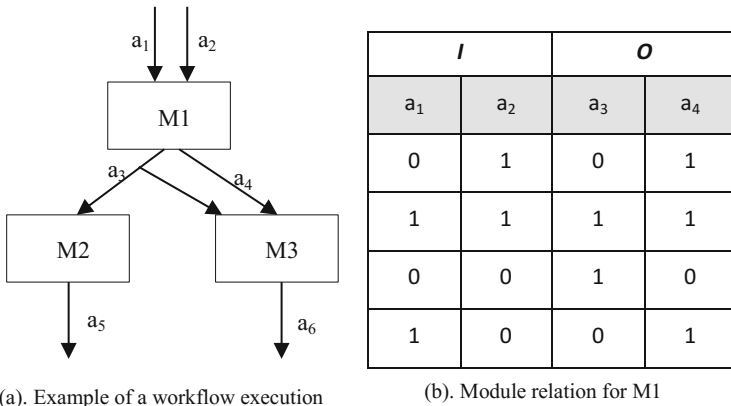 a₁ a₂
M1
a₃ a₄
M2 M3
a₅ a₆
(a). Example of a workflow execution
I O
a₁ a₂ a₃ a₄
0 1 0 1
1 1 1 1
0 0 1 0
1 0 0 1
(b). Module relation for M1